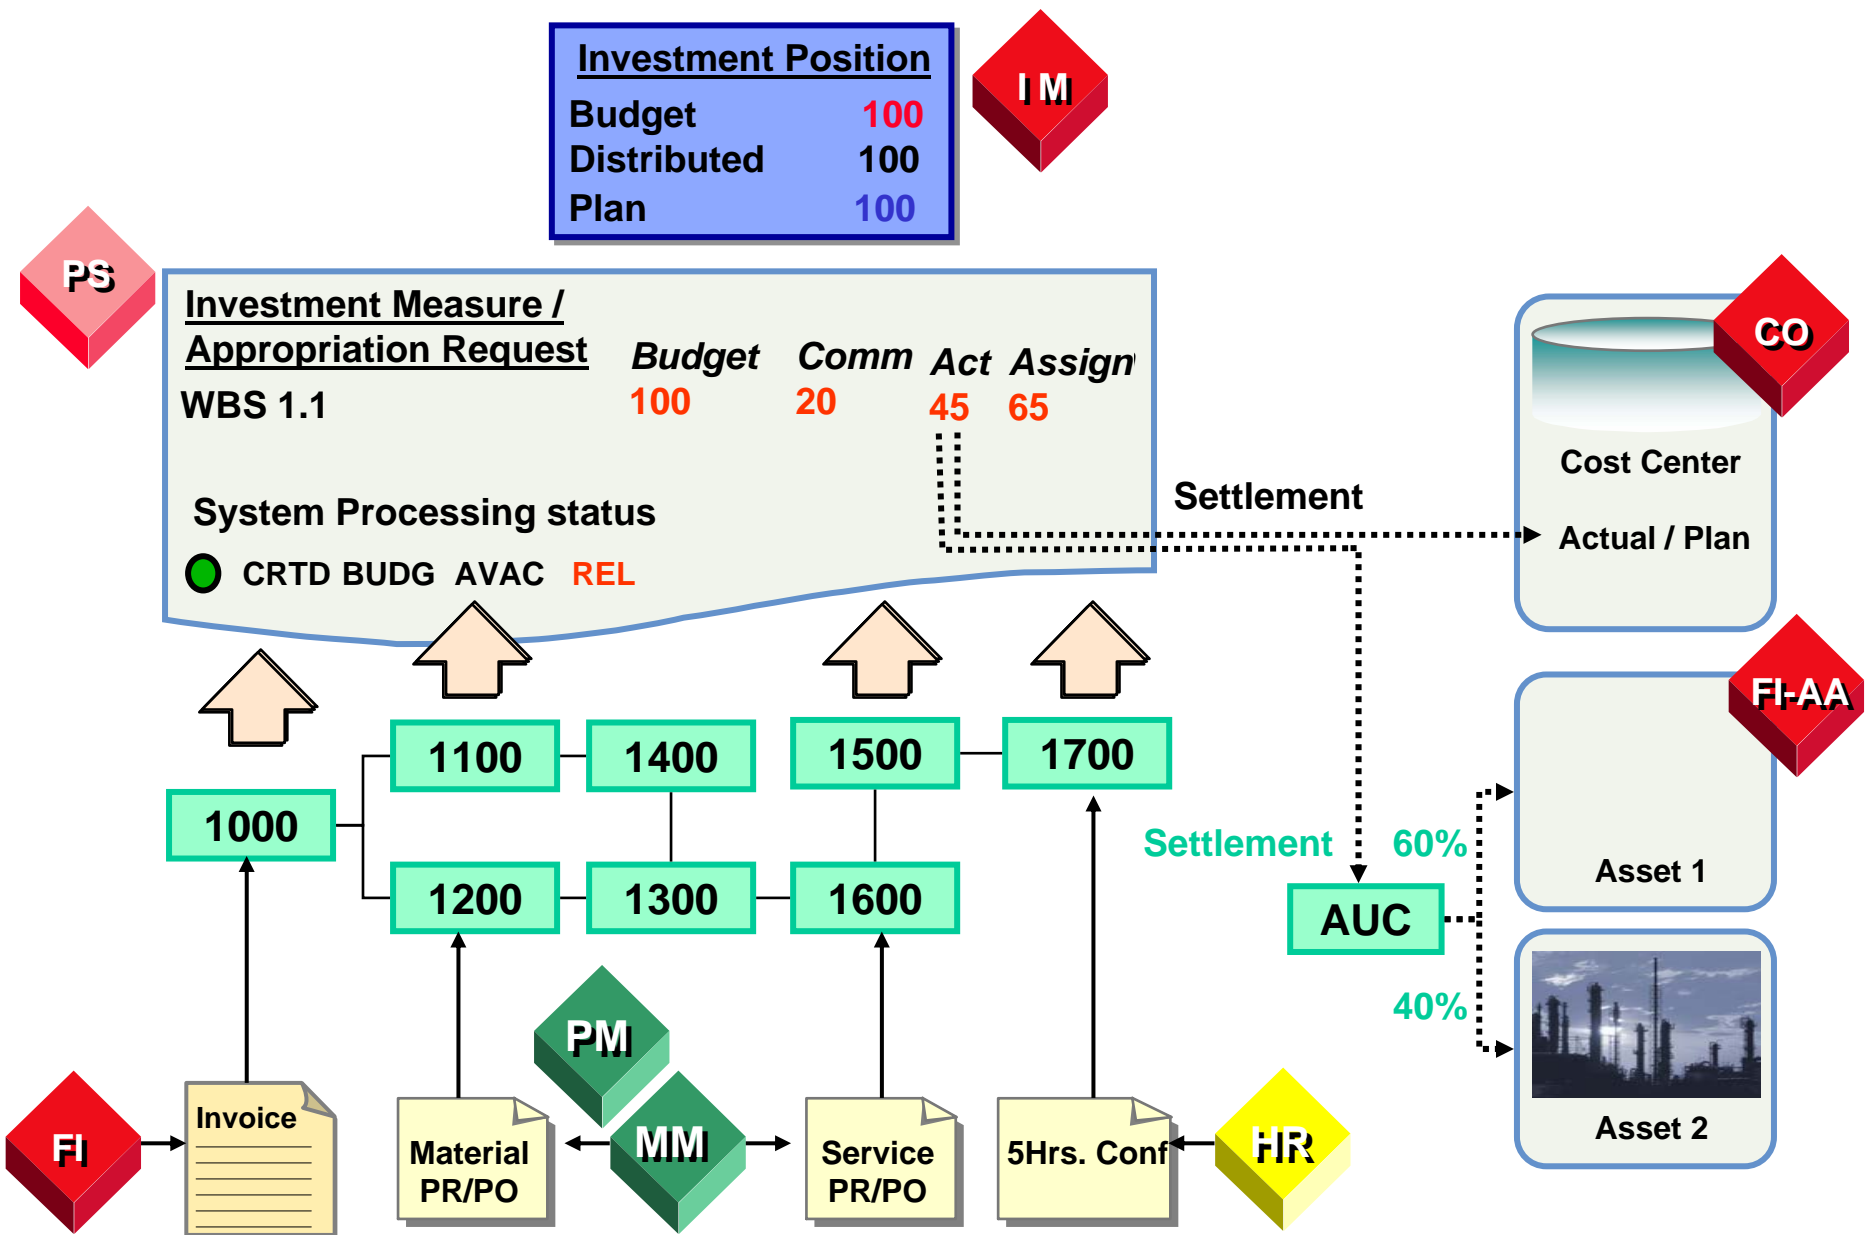 Investment Position
I M
Budget 100
Distributed 100
Plan 100
PS
Investment Measure /
Appropriation Request
Budget Comm Act Assign
WBS 1.1
100 20 45 65
CO
Cost Center
Actual / Plan
Settlement
System Processing status
CRTD BUDG AVAC REL
FI-AA
1100 1400 1500 1700
1000
Settlement 60%
Asset 1
1200 1300 1600
AUC
40%
PM
Asset 2
FI
Invoice
Material
PR/PO
MM
Service
PR/PO
5Hrs. Conf
HR